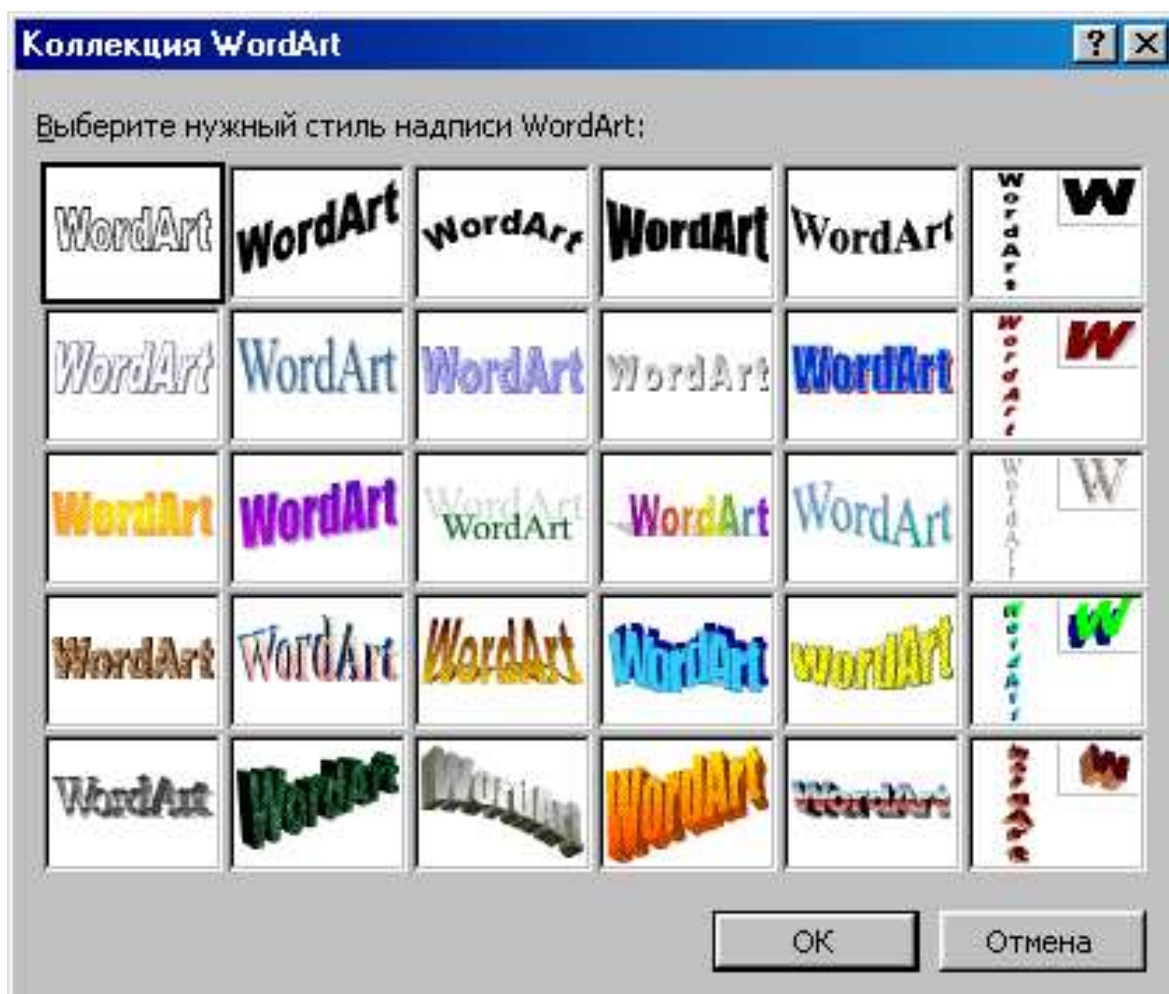 Коллекция WordArt
Выберите нужный стиль надписи WordArt:
WordArt WordArt WordArt WordArt WordArt WordArt W
WordArt WordArt WordArt WordArt WordArt WordArt W
WordArt WordArt WordArt WordArt WordArt WordArt WordArt W
WordArt WordArt WordArt WordArt WordArt WordArt W
WordArt WordArt WordArt WordArt WordArt WordArt W
OK Отмена